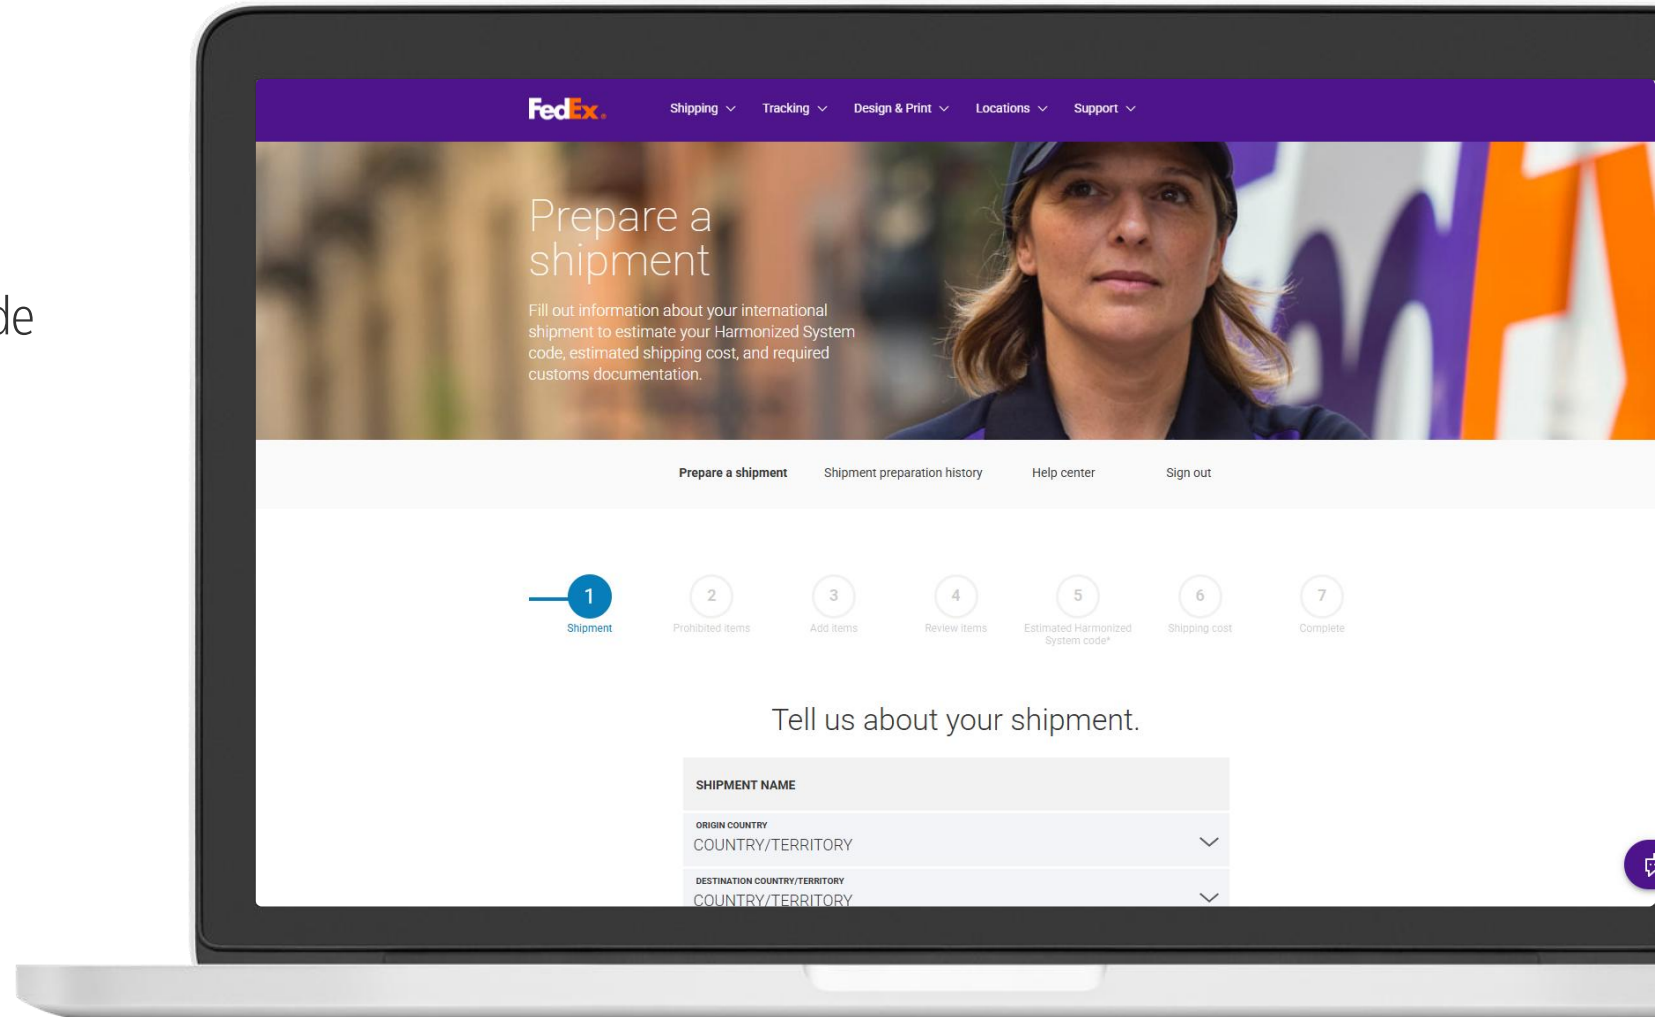 de
FedEx.
Shipping
Tracking
Design & Print
Locations
Support
Prepare a
shipment
Fill out information about your international
shipment to estimate your Harmonized System
code, estimated shipping cost, and required
customs documentation.
Prepare a shipment
Shipment preparation history
Help center
Sign out
1
Shipment
2
Prohibited items
3
Add items
4
Review items
5
Estimated Harmonized
System code*
6
Shipping cost
7
Complete
Tell us about your shipment.
SHIPMENT NAME
ORIGIN COUNTRY
COUNTRY/TERRITORY
DESTINATION COUNTRY/TERRITORY
COUNTRY/TERRITORY